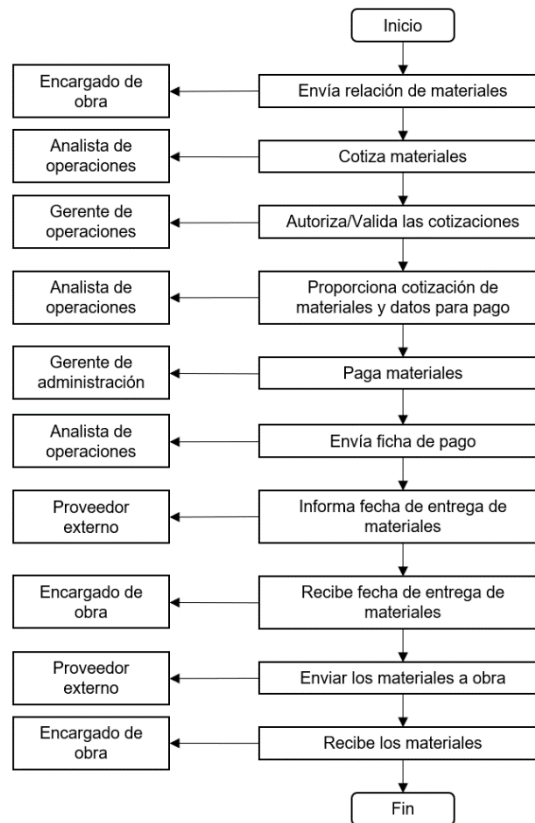 Inicio
Encargado de
obra
Envía relación de materiales
Analista de
operaciones
Cotiza materiales
Gerente de
operaciones
Autoriza/Valida las cotizaciones
Analista de
operaciones
Proporciona cotización de
materiales y datos para pago
Gerente de
administración
Paga materiales
Analista de
operaciones
Envía ficha de pago
Proveedor
externo
Informa fecha de entrega de
materiales
Encargado de
obra
Recibe fecha de entrega de
materiales
Proveedor
externo
Enviar los materiales a obra
Encargado de
obra
Recibe los materiales
Fin